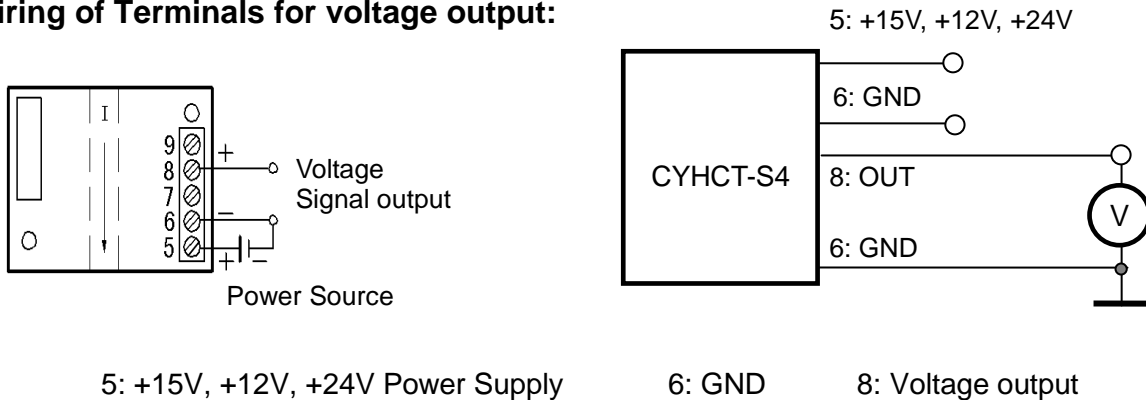 iring of Terminals for voltage output:
I
9
8
7
6
5
+
−
+
−
Voltage
Signal output
Power Source
5: +15V, +12V, +24V
6: GND
CYHCT-S4
8: OUT
V
6: GND
5: +15V, +12V, +24V Power Supply 6: GND 8: Voltage output